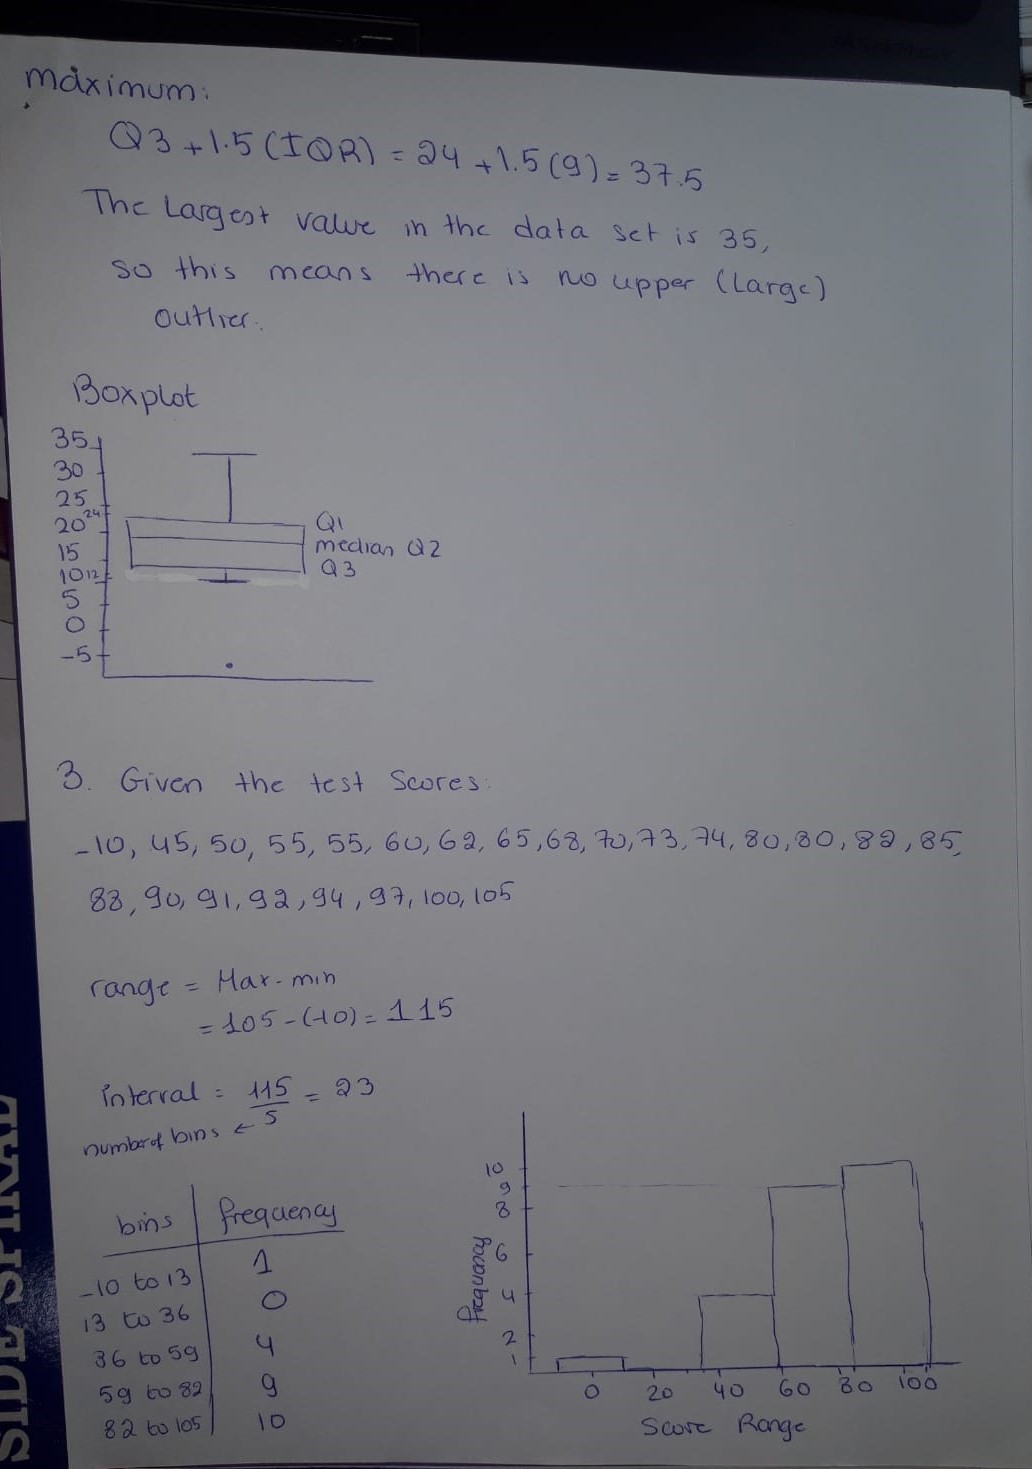 maximum:
Q3 + 1.5 (IQR) = 24 + 1.5 (9) = 37.5
The Largest value in the data set is 35,
so this means there is no upper (Large)
outlier.
Boxplot
35
30
25
24
20
15
10 12
5
0
-5
Q1
median Q2
Q3
3. Given the test Scores:
-10, 45, 50, 55, 55, 60, 62, 65, 68, 70, 73, 74, 80, 80, 82, 85,
88, 90, 91, 92, 94, 97, 100, 105
range = Max - min
= 105 - (-10) = 115
interval = 115/5 = 23
number of bins ←
bins frequency
-10 to 13 1
13 to 36 0
36 to 59 4
59 to 82 9
82 to 105 10
10
9
8
6
4
2
1
frequency
0 20 40 60 80 100
Score Range
SIDE SPIRAL